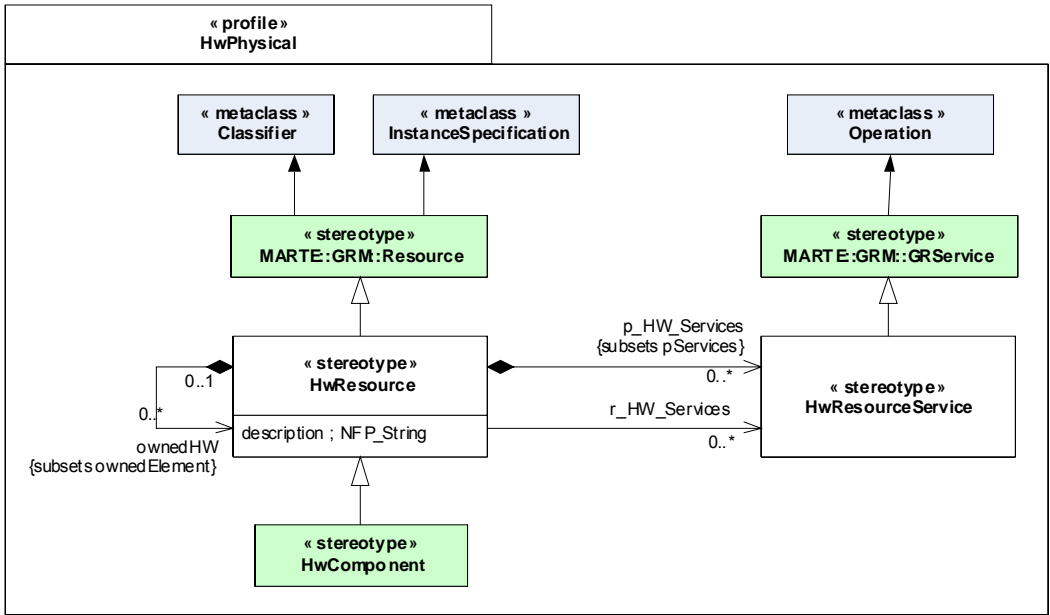 « profile »
HwPhysical
« metaclass »
Classifier
« metaclass »
InstanceSpecification
« metaclass »
Operation
« stereotype »
MARTE::GRM::Resource
« stereotype »
MARTE::GRM::GRService
« stereotype »
HwResource
description ; NFP_String
0..1
0..*
ownedHW
{subsets ownedElement}
p_HW_Services
{subsets pServices}
0..*
r_HW_Services
0..*
« stereotype »
HwResourceService
« stereotype »
HwComponent